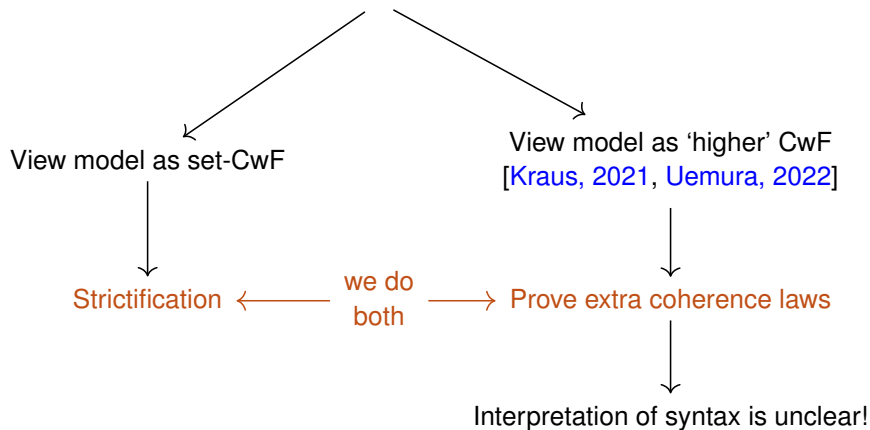 View model as set-CwF
View model as ‘higher’ CwF
[Kraus, 2021, Uemura, 2022]
Strictification
we do
both
Prove extra coherence laws
Interpretation of syntax is unclear!